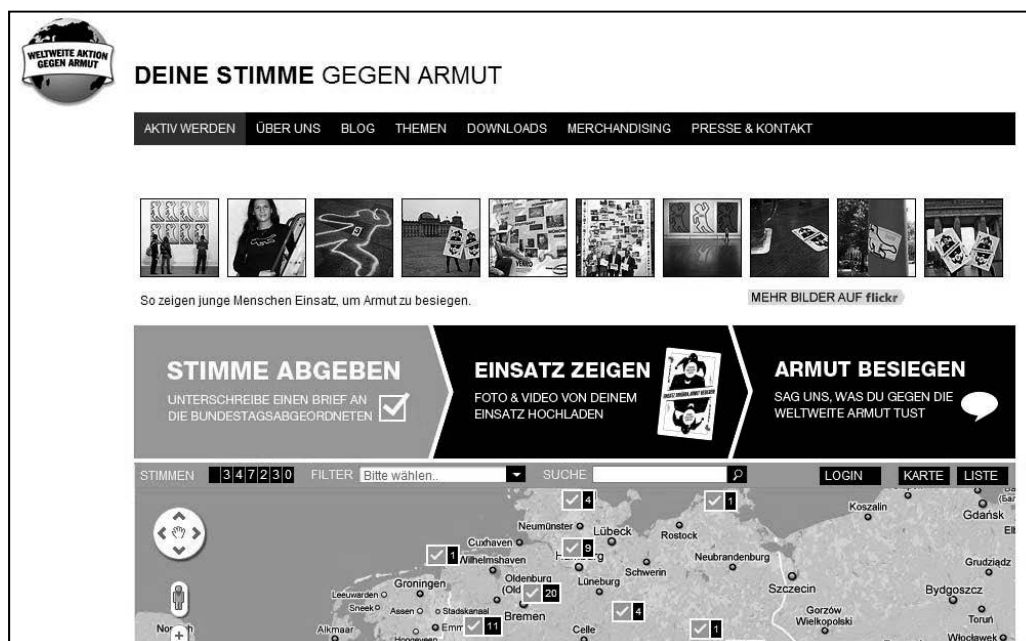 WELTWEITE AKTION
GEGEN ARMUT
DEINE STIMME GEGEN ARMUT
AKTIV WERDEN ÜBER UNS BLOG THEMEN DOWNLOADS MERCHANDISING PRESSE & KONTAKT
So zeigen junge Menschen Einsatz, um Armut zu besiegen.
MEHR BILDER AUF flickr
STIMME ABGEBEN
UNTERSCHREIBE EINEN BRIEF AN
DIE BUNDESTAGSABGEORDNETEN
EINSATZ ZEIGEN
FOTO & VIDEO VON DEINEM
EINSATZ HOCHLADEN
ARMUT BESIEGEN
SAG UNS, WAS DU GEGEN DIE
WELTWEITE ARMUT TUST
STIMMEN 347230 FILTER Bitte wählen.. SUCHE LOGIN KARTE LISTE
4
1
Koszalin
Gdańsk
Neumünster
Lübeck
Rostock
Cuxhaven
9
1
Wilhelmshaven
Neubrandenburg
Grudziądz
Schwerin
Groningen
Oldenburg
Lüneburg
Szczecin
Bydgoszcz
Leeuwarden
20
Sneek
Assen
Stadskanaal
Bremen
4
Gorzów
Wielkopolski
Toruń
Alkmaar
11
Celle
1
Hoogeveen
Włocławek